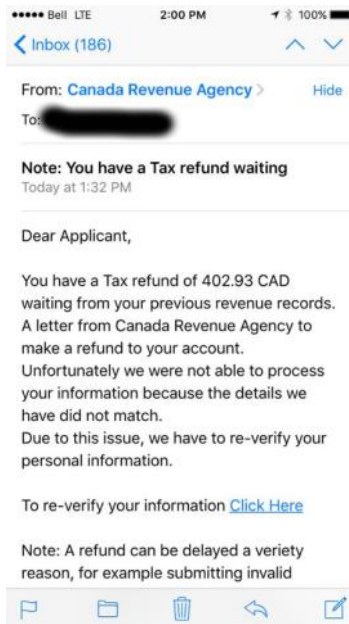 Bell LTE 2:00 PM 100%
Inbox (186)
From: Canada Revenue Agency Hide
To:
Note: You have a Tax refund waiting
Today at 1:32 PM
Dear Applicant,
You have a Tax refund of 402.93 CAD
waiting from your previous revenue records.
A letter from Canada Revenue Agency to
make a refund to your account.
Unfortunately we were not able to process
your information because the details we
have did not match.
Due to this issue, we have to re-verify your
personal information.
To re-verify your information Click Here
Note: A refund can be delayed a veriety
reason, for example submitting invalid